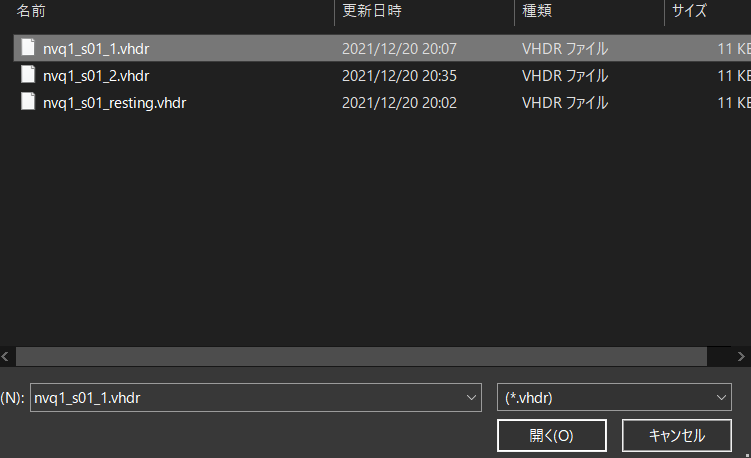 名前 更新日時 種類 サイズ
nvq1_s01_1.vhdr 2021/12/20 20:07 VHDR ファイル 11 KB
nvq1_s01_2.vhdr 2021/12/20 20:35 VHDR ファイル 11 KB
nvq1_s01_resting.vhdr 2021/12/20 20:02 VHDR ファイル 11 KB
(N): nvq1_s01_1.vhdr (*.vhdr)
開く(O) キャンセル